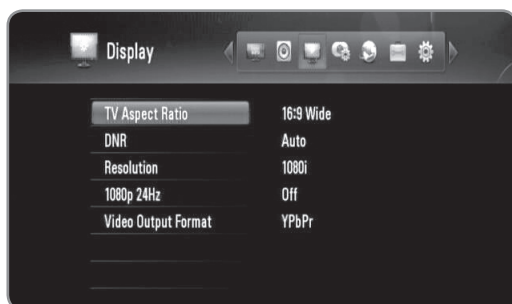 Display
TV Aspect Ratio 16:9 Wide
DNR Auto
Resolution 1080i
1080p 24Hz Off
Video Output Format YPbPr